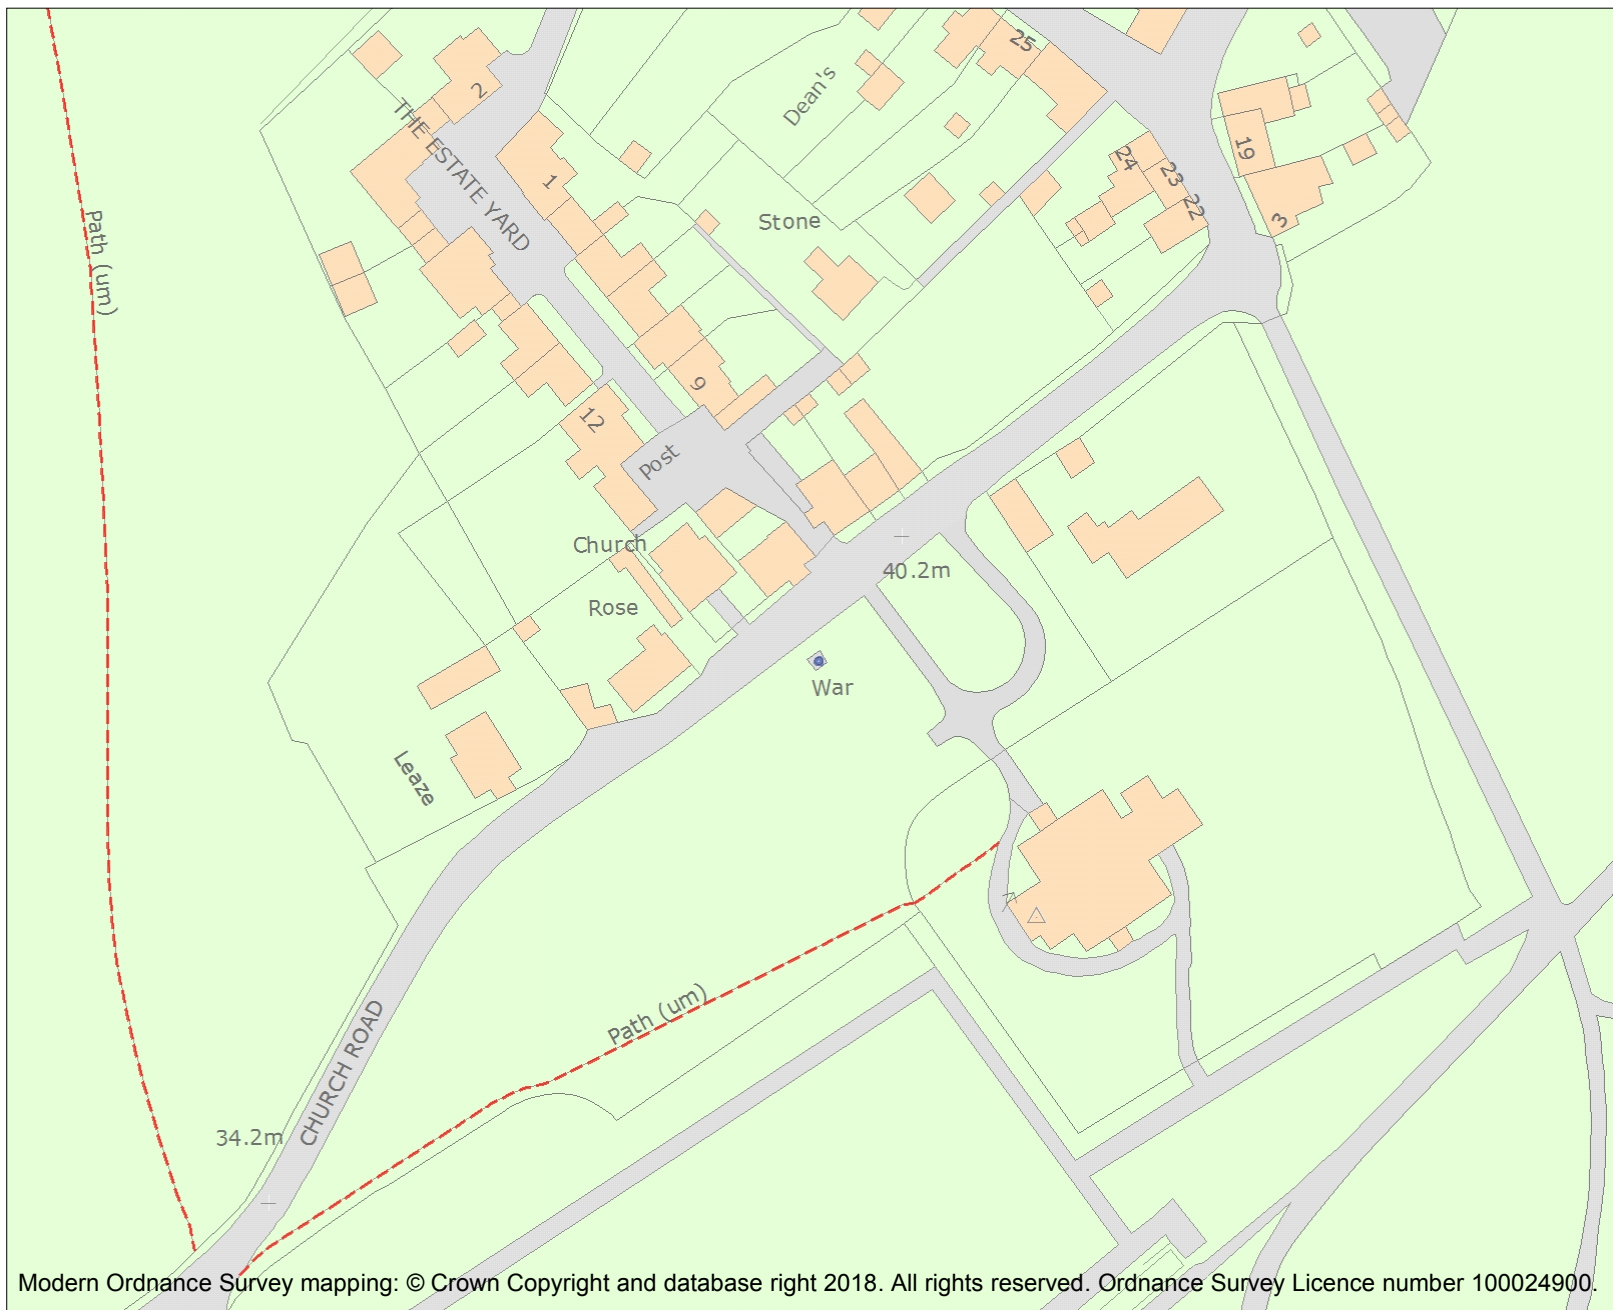 25
2
Dean's
THE ESTATE YARD
24
19
1
23
22
Stone
3
Path (um)
9
12
Post
Church
40.2m
Rose
War
Leaze
Path (um)
CHURCH ROAD
34.2m
Modern Ordnance Survey mapping: © Crown Copyright and database right 2018. All rights reserved. Ordnance Survey Licence number 100024900.